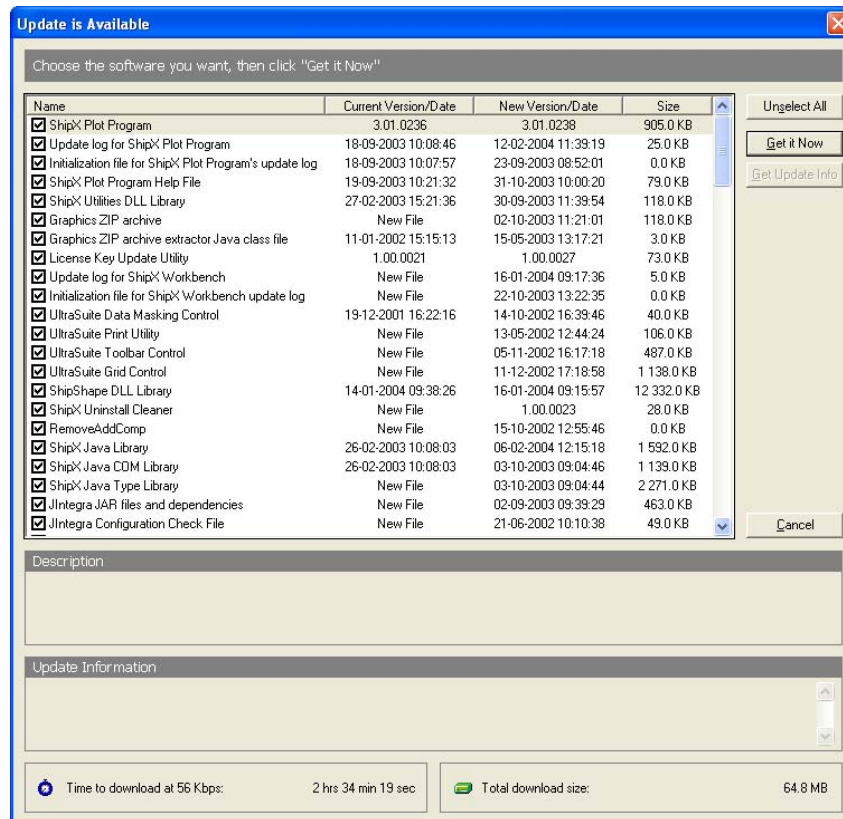 Update is Available
Choose the software you want, then click "Get it Now"
Name Current Version/Date New Version/Date Size
ShipX Plot Program 3.01.0236 3.01.0238 905.0 KB
Update log for ShipX Plot Program 18-09-2003 10:08:46 12-02-2004 11:39:19 25.0 KB
Initialization file for ShipX Plot Program's update log 18-09-2003 10:07:57 23-09-2003 08:52:01 0.0 KB
ShipX Plot Program Help File 19-09-2003 10:21:32 31-10-2003 10:00:20 79.0 KB
ShipX Utilities DLL Library 27-02-2003 15:21:36 30-09-2003 11:39:54 118.0 KB
Graphics ZIP archive New File 02-10-2003 11:21:01 118.0 KB
Graphics ZIP archive extractor Java class file 11-01-2002 15:15:13 15-05-2003 13:17:21 3.0 KB
License Key Update Utility 1.00.0021 1.00.0027 73.0 KB
Update log for ShipX Workbench New File 16-01-2004 09:17:36 5.0 KB
Initialization file for ShipX Workbench update log New File 22-10-2003 13:22:35 0.0 KB
UltraSuite Data Masking Control 19-12-2001 16:22:16 14-10-2002 16:39:46 40.0 KB
UltraSuite Print Utility New File 13-05-2002 12:44:24 106.0 KB
UltraSuite Toolbar Control New File 05-11-2002 16:17:18 487.0 KB
UltraSuite Grid Control New File 11-12-2002 17:18:58 1 138.0 KB
ShipShape DLL Library 14-01-2004 09:38:26 16-01-2004 09:15:57 12 332.0 KB
ShipX Uninstall Cleaner New File 1.00.0023 28.0 KB
RemoveAddComp New File 15-10-2002 12:55:46 0.0 KB
ShipX Java Library 26-02-2003 10:08:03 06-02-2004 12:15:18 1 592.0 KB
ShipX Java COM Library 26-02-2003 10:08:03 03-10-2003 09:04:46 1 139.0 KB
ShipX Java Type Library New File 03-10-2003 09:04:44 2 271.0 KB
JIntegra JAR files and dependencies New File 02-09-2003 09:39:29 463.0 KB
JIntegra Configuration Check File New File 21-06-2002 10:10:38 49.0 KB
Unselect All
Get it Now
Get Update Info
Cancel
Description
Update Information
Time to download at 56 Kbps: 2 hrs 34 min 19 sec
Total download size: 64.8 MB